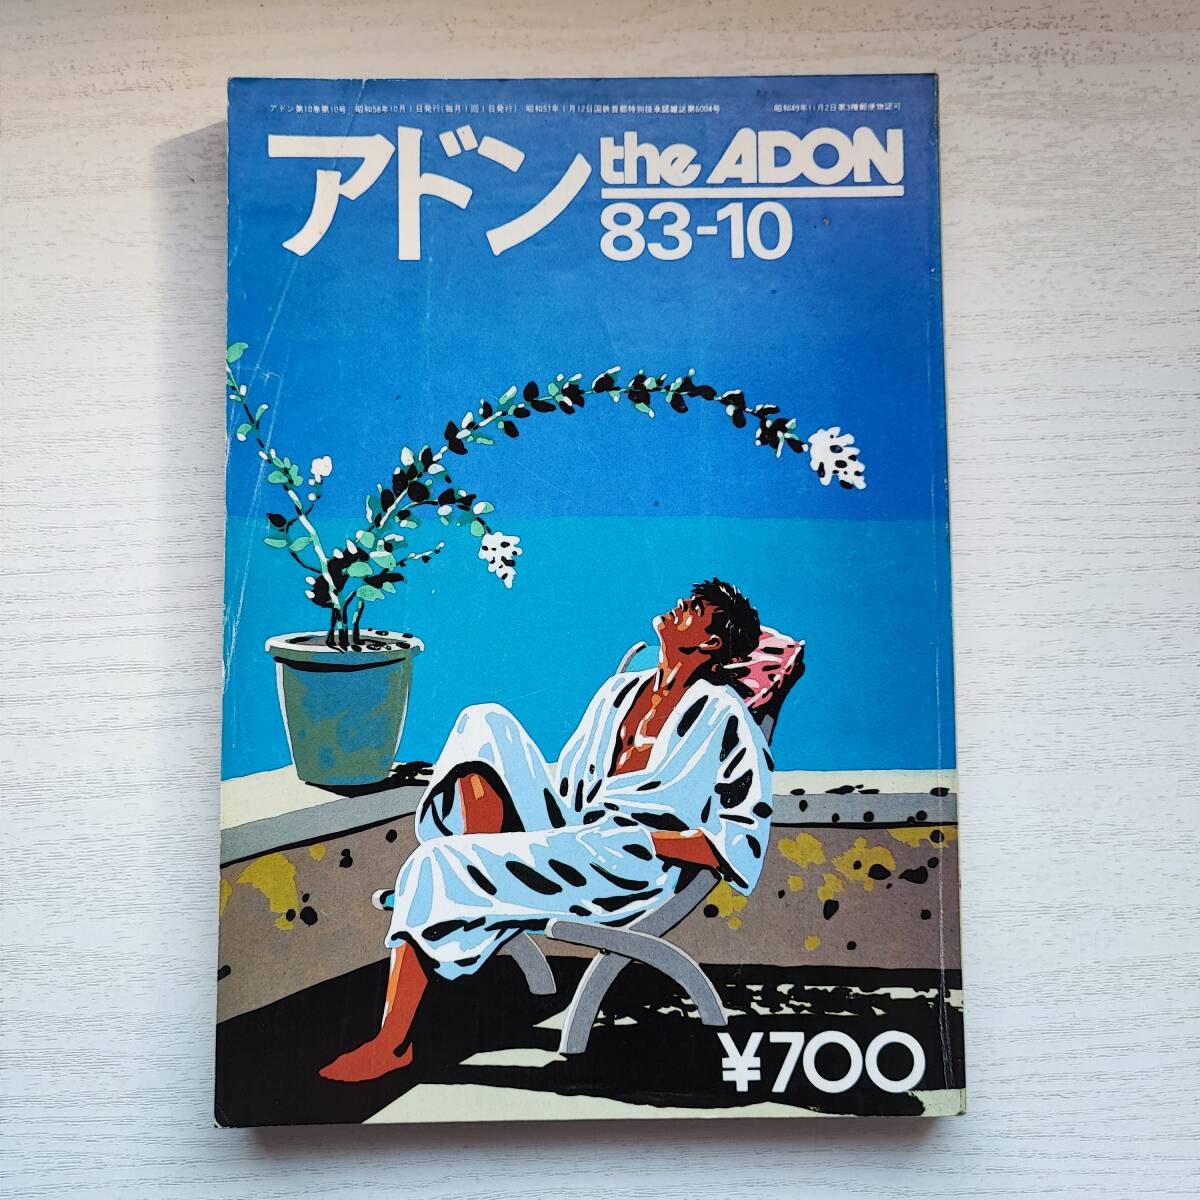 アドン第10巻第10号 昭和58年10月1日発行(毎月1回1日発行) 昭和57年1月12日国鉄首都特別扱承認雑誌第6004号 昭和49年11月2日第3種郵便物認可
アドン the ADON
83-10
¥700